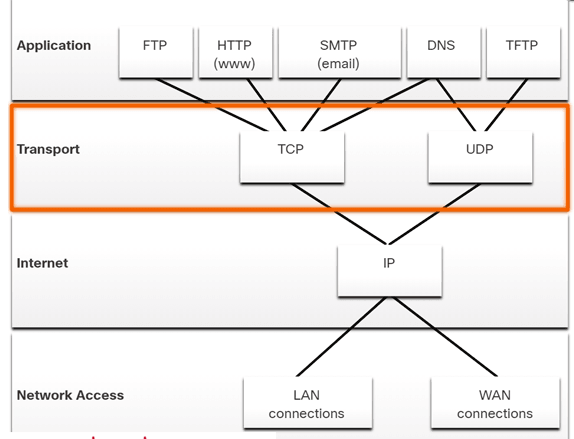 Application
FTP
HTTP
(www)
SMTP
(email)
DNS
TFTP
Transport
TCP
UDP
Internet
IP
Network Access
LAN
connections
WAN
connections